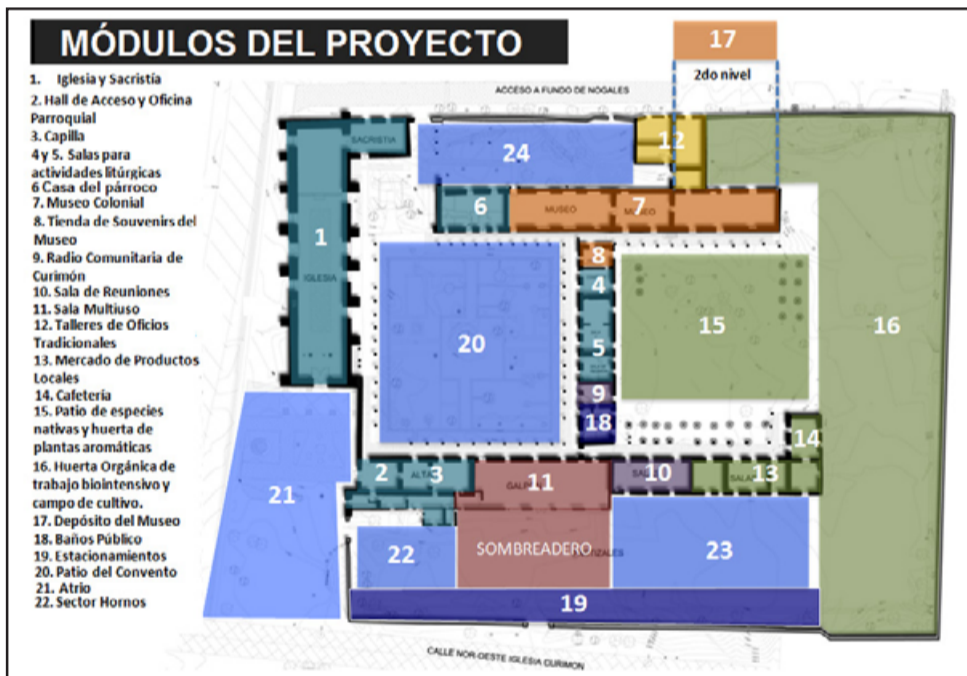 MÓDULOS DEL PROYECTO
1. Iglesia y Sacristía
2. Hall de Acceso y Oficina
Parroquial
3. Capilla
4 y 5. Salas para
actividades litúrgicas
6 Casa del párroco
7. Museo Colonial
8. Tienda de Souvenirs del
Museo
9. Radio Comunitaria de
Curimón
10. Sala de Reuniones
11. Sala Multiuso
12. Talleres de Oficios
Tradicionales
13. Mercado de Productos
Locales
14. Cafetería
15. Patio de especies
nativas y huerta de
plantas aromáticas
16. Huerta Orgánica de
trabajo biointensivo y
campo de cultivo.
17. Depósito del Museo
18. Baños Público
19. Estacionamientos
20. Patio del Convento
21. Atrio
22. Sector Hornos
17
2do nivel
ACCESO A FUNDO DE NOGALES
SACRISTIA
24
12
6
MUSEO
7
MUSEO
1
IGLESIA
8
4
5
9
18
20
15
16
14
2
ALTA
3
11
10
13
21
22
SOMBREADERO
23
19
CALLE NOR-OESTE IGLESIA CURIMON